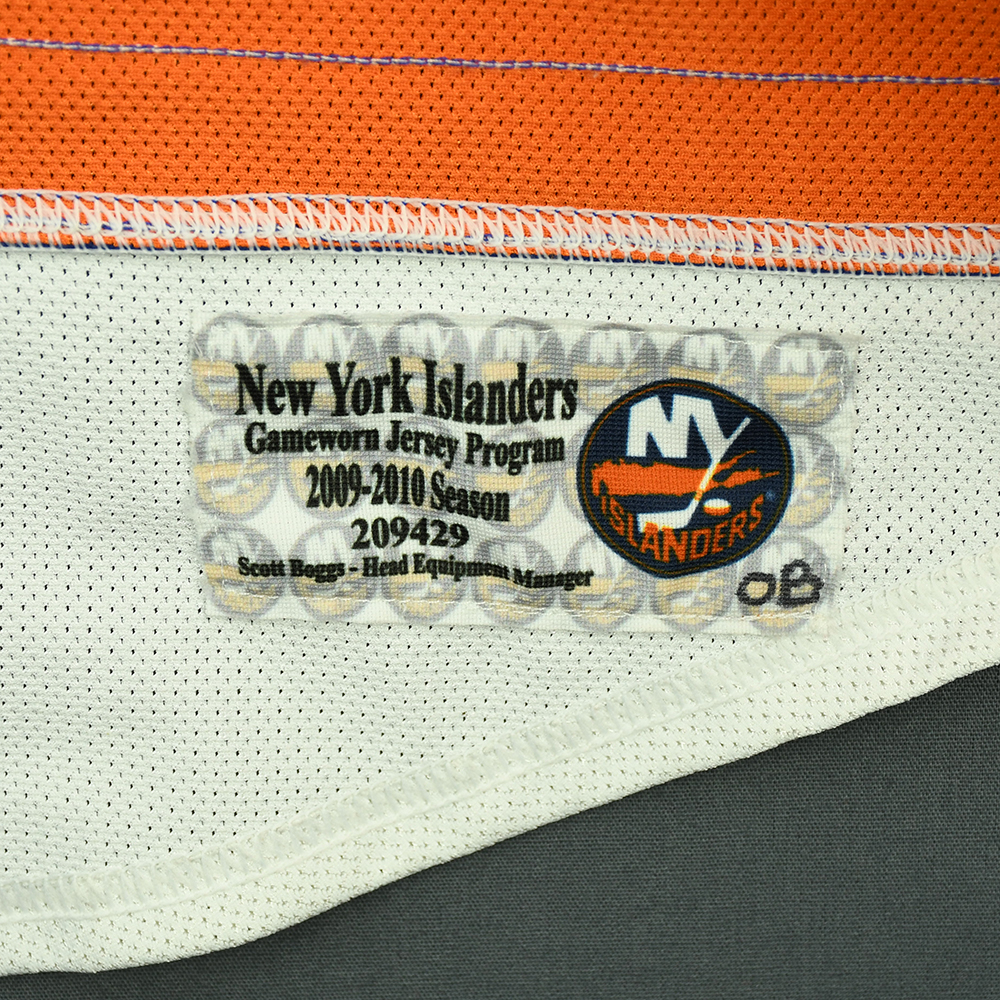 New York Islanders
Gameworn Jersey Program
2009-2010 Season
209429
Scott Boggs - Head Equipment Manager
NY
ISLANDERS
OB